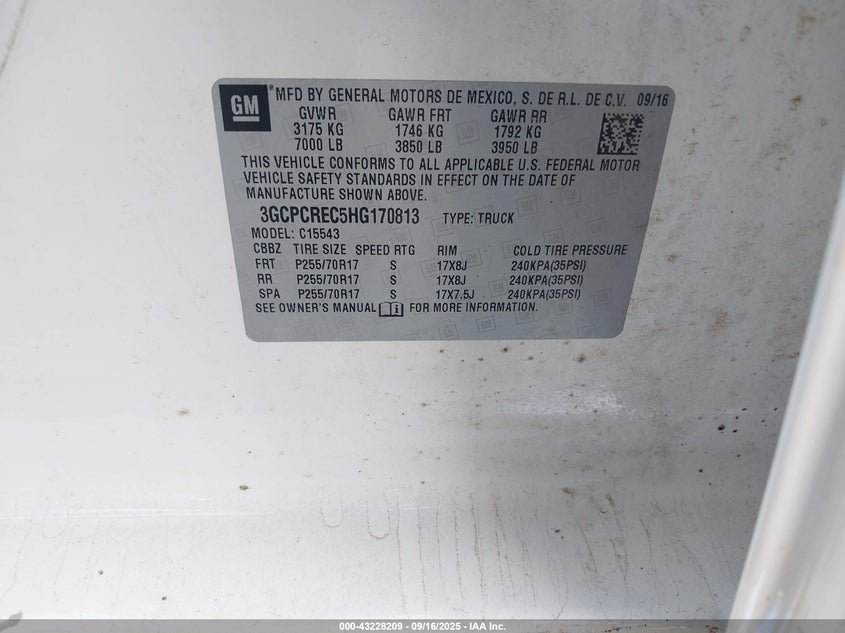 GM ® MFD BY GENERAL MOTORS DE MEXICO, S. DE R.L. DE C.V. 09/16
GVWR GAWR FRT GAWR RR
3175 KG 1746 KG 1792 KG
7000 LB 3850 LB 3950 LB
THIS VEHICLE CONFORMS TO ALL APPLICABLE U.S. FEDERAL MOTOR
VEHICLE SAFETY STANDARDS IN EFFECT ON THE DATE OF
MANUFACTURE SHOWN ABOVE.
3GCPCREC5HG170813 TYPE: TRUCK
MODEL: C15543
CBBZ TIRE SIZE SPEED RTG RIM COLD TIRE PRESSURE
FRT P255/70R17 S 17X8J 240KPA(35PSI)
RR P255/70R17 S 17X8J 240KPA(35PSI)
SPA P255/70R17 S 17X7.5J 240KPA(35PSI)
SEE OWNER'S MANUAL i FOR MORE INFORMATION.
000-43228209 - 09/16/2025 - IAA Inc.